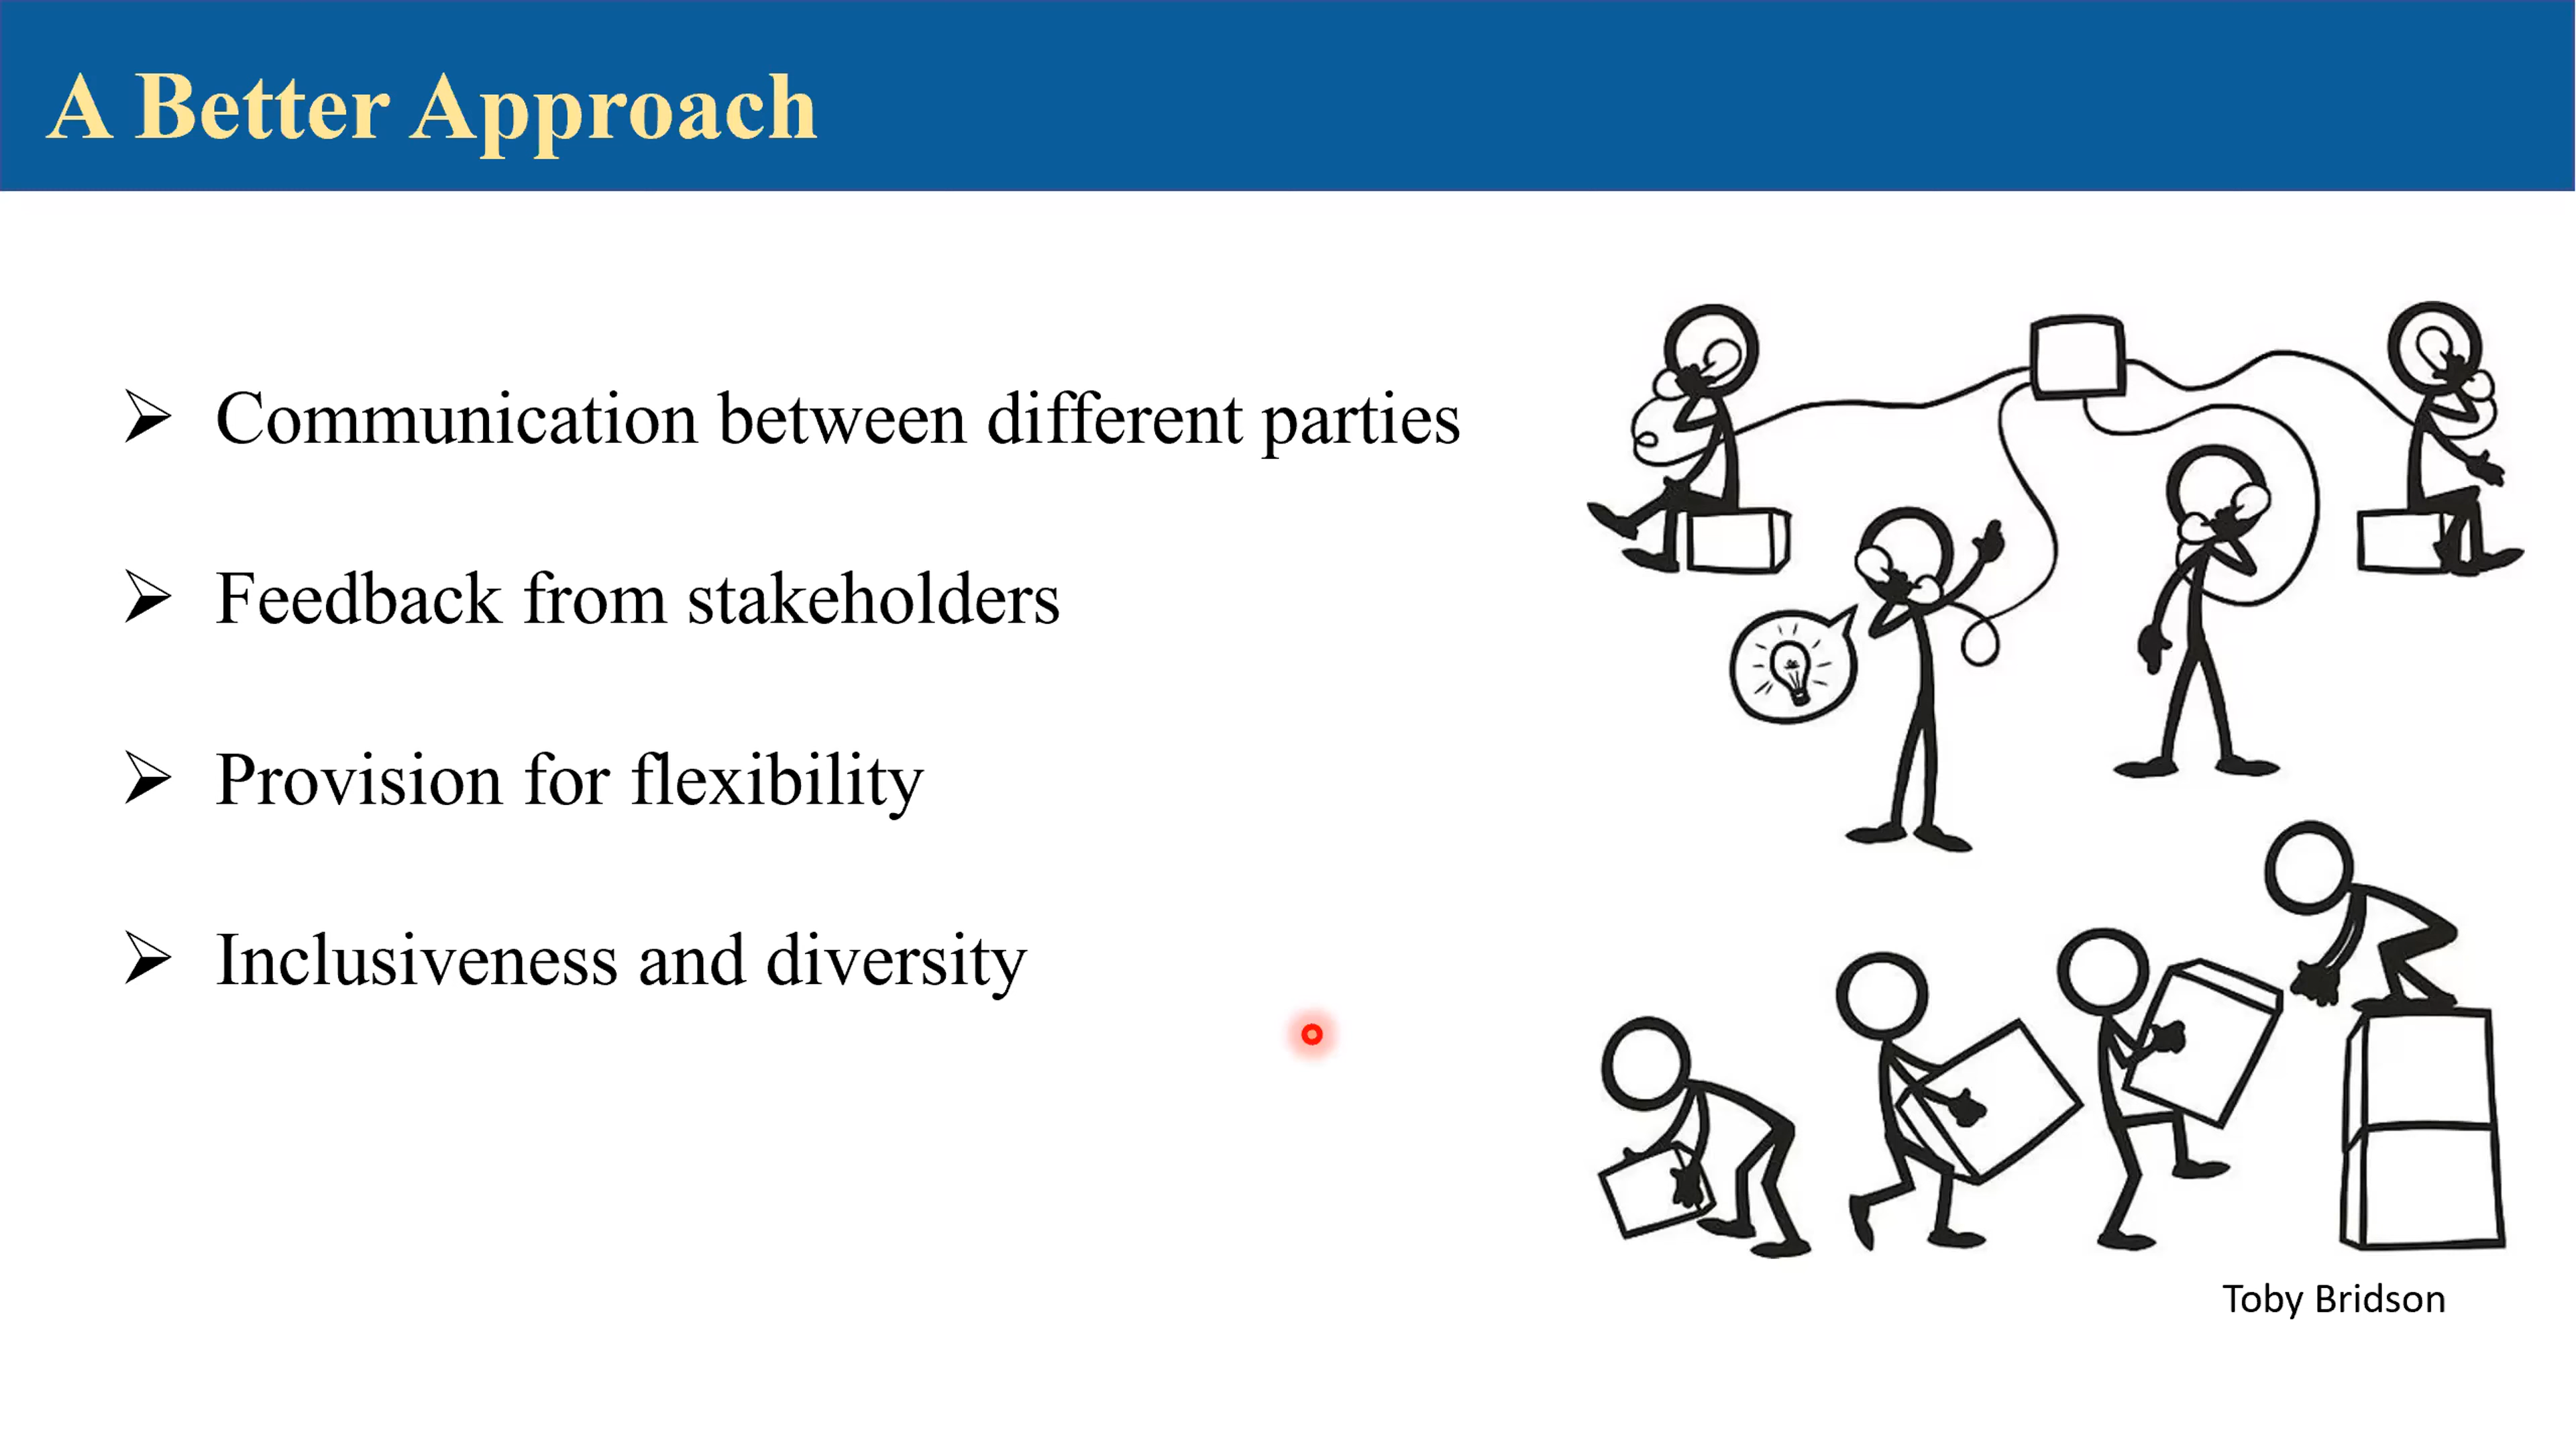 A Better Approach
➢ Communication between different parties
➢ Feedback from stakeholders
➢ Provision for flexibility
➢ Inclusiveness and diversity
Toby Bridson